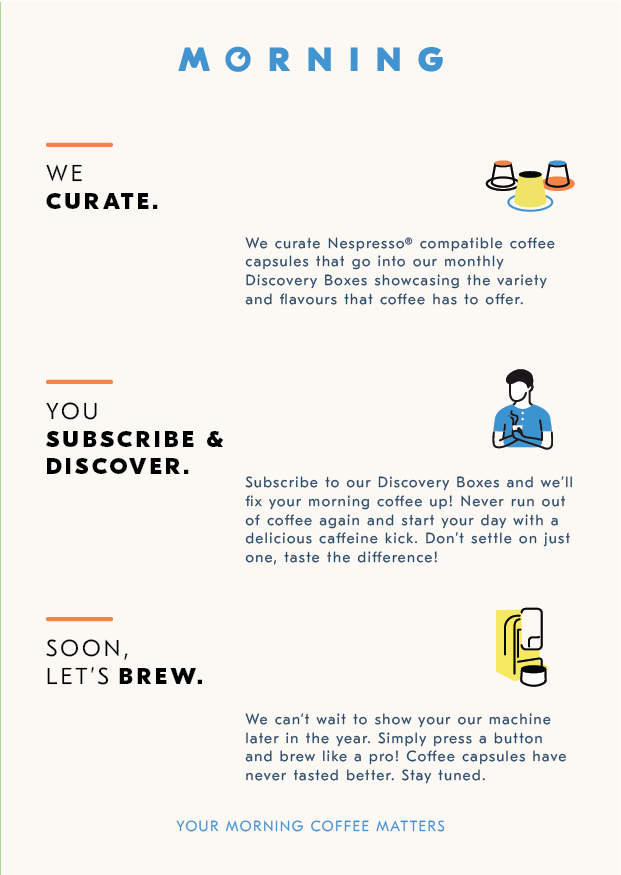 MORNING
WE
CURATE.
We curate Nespresso® compatible coffee
capsules that go into our monthly
Discovery Boxes showcasing the variety
and flavours that coffee has to offer.
YOU
SUBSCRIBE &
DISCOVER.
Subscribe to our Discovery Boxes and we'll
fix your morning coffee up! Never run out
of coffee again and start your day with a
delicious caffeine kick. Don't settle on just
one, taste the difference!
SOON,
LET'S BREW.
We can't wait to show your our machine
later in the year. Simply press a button
and brew like a pro! Coffee capsules have
never tasted better. Stay tuned.
YOUR MORNING COFFEE MATTERS